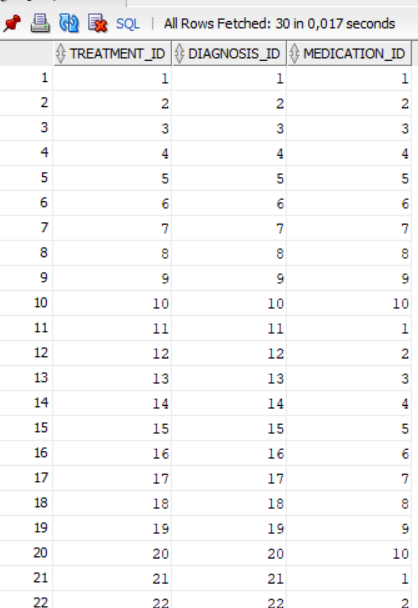 SQL | All Rows Fetched: 30 in 0,017 seconds
TREATMENT_ID DIAGNOSIS_ID MEDICATION_ID
1 1 1 1
2 2 2 2
3 3 3 3
4 4 4 4
5 5 5 5
6 6 6 6
7 7 7 7
8 8 8 8
9 9 9 9
10 10 10 10
11 11 11 1
12 12 12 2
13 13 13 3
14 14 14 4
15 15 15 5
16 16 16 6
17 17 17 7
18 18 18 8
19 19 19 9
20 20 20 10
21 21 21 1
22 22 22 2